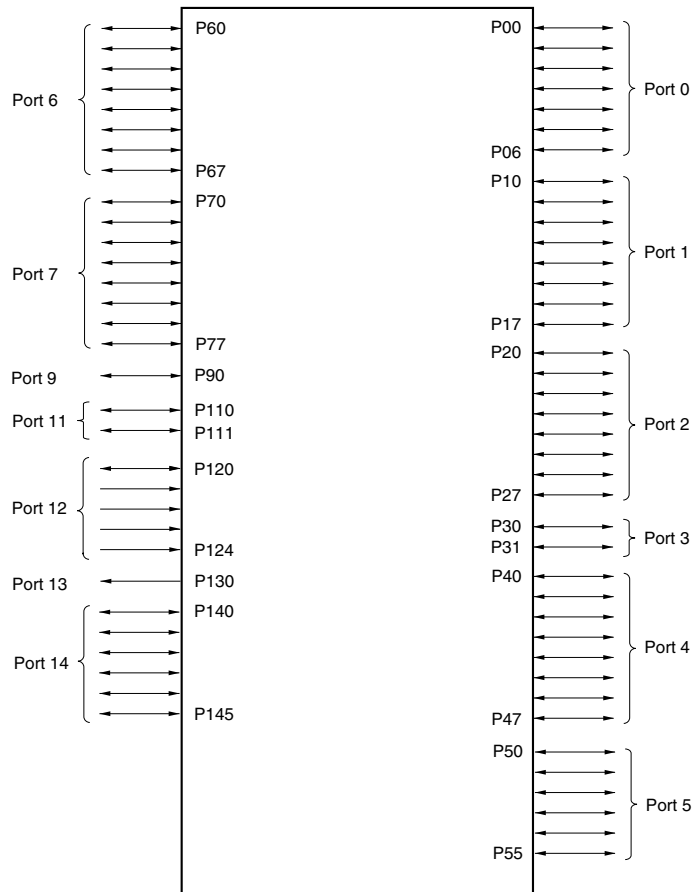 P60
Port 6
P67
P70
Port 7
P77
Port 9
P90
P110
Port 11
P111
P120
Port 12
P124
Port 13
P130
P140
Port 14
P145
P00
Port 0
P06
P10
Port 1
P17
P20
Port 2
P27
P30
Port 3
P31
P40
Port 4
P47
P50
Port 5
P55